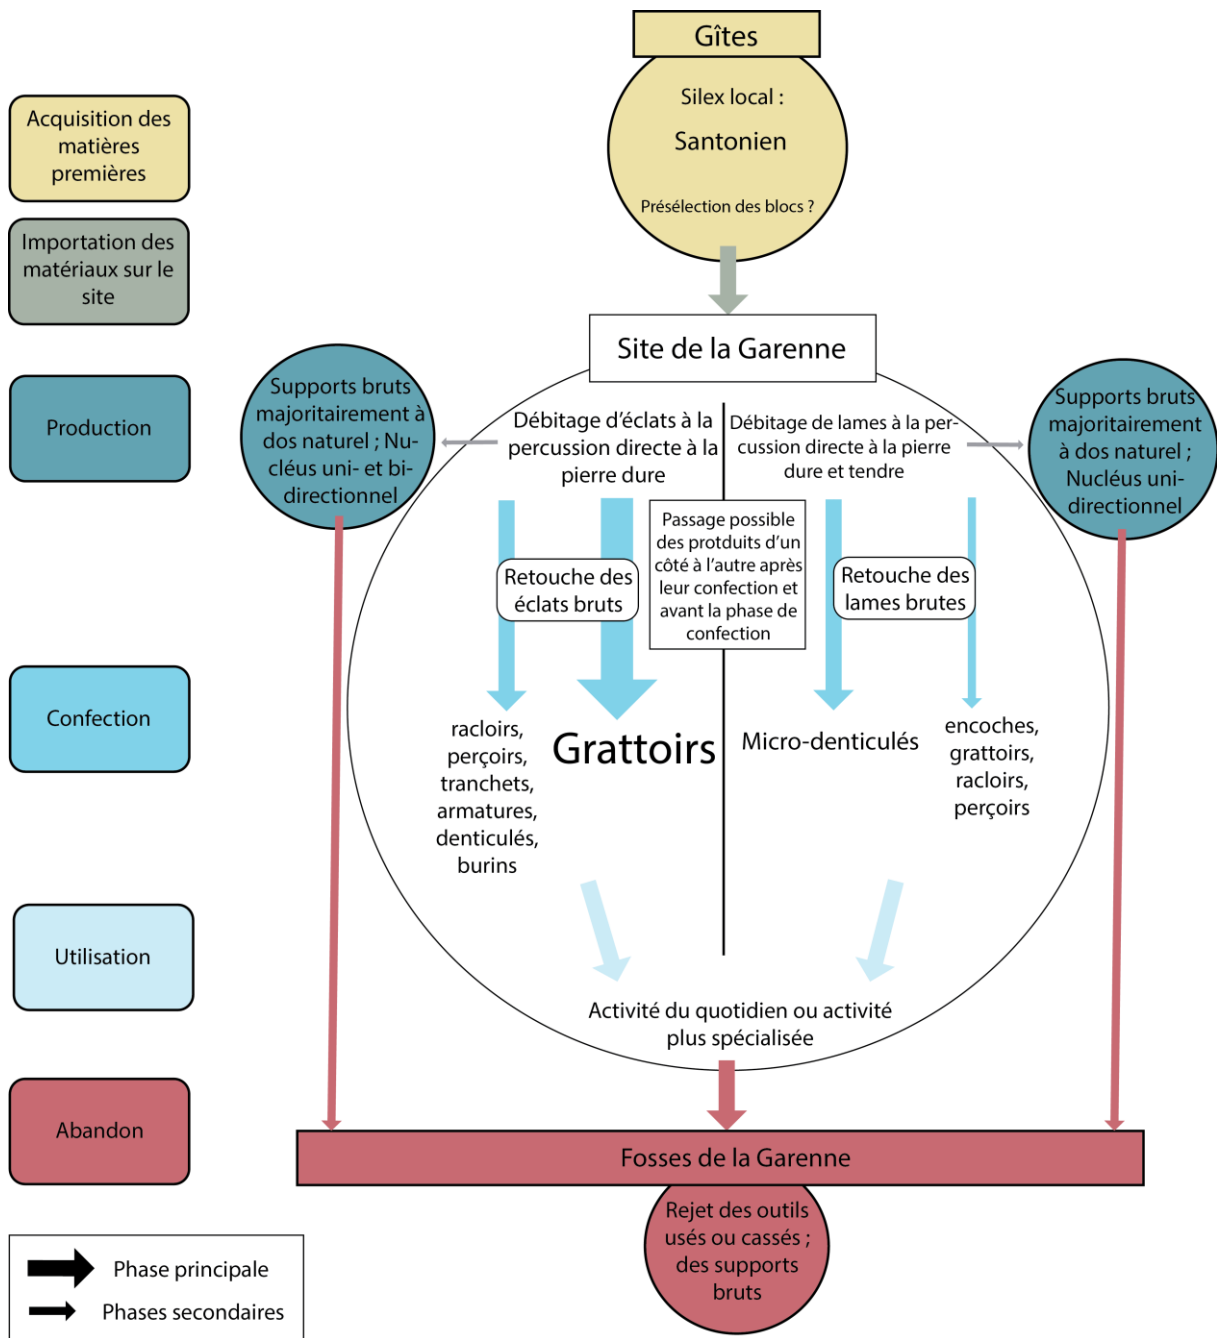 Gîtes
Silex local :
Santonien
Présélection des blocs ?
Acquisition des
matières
premières
Importation des
matériaux sur le
site
Site de la Garenne
Production
Supports bruts
majoritairement à
dos naturel ; Nu-
cléus uni- et bi-
directionnel
Débitage d'éclats à la
percussion directe à la
pierre dure
Débitage de lames à la per-
cussion directe à la pierre
dure et tendre
Supports bruts
majoritairement
à dos naturel ;
Nucléus uni-
directionnel
Retouche des
éclats bruts
Passage possible
des protduits d'un
côté à l'autre après
leur confection et
avant la phase de
confection
Retouche des
lames brutes
Confection
racloirs,
perçoirs,
tranchets,
armatures,
denticulés,
burins
Grattoirs
Micro-denticulés
encoches,
grattoirs,
racloirs,
perçoirs
Utilisation
Activité du quotidien ou activité
plus spécialisée
Abandon
Fosses de la Garenne
Rejet des outils
usés ou cassés ;
des supports
bruts
Phase principale
Phases secondaires